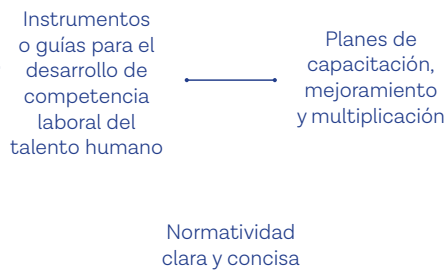 Instrumentos
o guías para el
desarrollo de
competencia
laboral del
talento humano
Planes de
capacitación,
mejoramiento
y multiplicación
Normatividad
clara y concisa